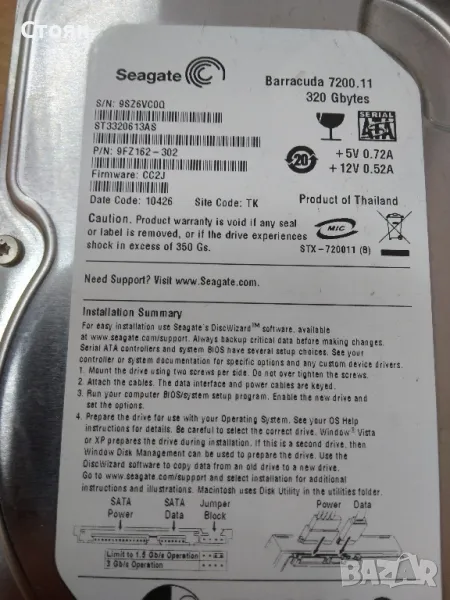 Стоян
Seagate
Barracuda 7200.11
320 Gbytes
S/N: 9SZ6VC0Q
ST3320613AS
P/N: 9FZ162-302
Firmware: CC2J
SERIAL
SATA
20
+5V 0.72A
+12V 0.52A
Date Code: 10426 Site Code: TK Product of Thailand
Caution. Product warranty is void if any seal
or label is removed, or if the drive experiences
shock in excess of 350 Gs.
MIC
STX-720011 (B)
Need Support? Visit www.Seagate.com.
Installation Summary
For easy installation use Seagate's DiscWizard™ software, available
at www.seagate.com/support. Always backup critical data before making changes.
Serial ATA controllers and system BIOS have several setup choices. See your
controller or system documentation for specific options and any custom device drivers.
1. Mount the drive using two screws per side. Do not over tighten the screws.
2. Attach the cables. The data interface and power cables are keyed.
3. Run your computer BIOS/system setup program. Enable the new drive and
set the options.
4. Prepare the drive for use with your Operating System. See your OS Help
instructions for details. Be careful to select the correct drive. Window® Vista
or XP prepares the drive during installation. If this is a second drive, then
Window Disk Management can be used to prepare the drive. Use the
DiscWizard software to copy data from an old drive to a new drive.
Go to www.seagate/support and select installation for additional
instructions and illustrations. Macintosh uses Disk Utility in the utilities folder.
SATA Power
SATA Data
Jumper Block
Power Data
Limit to 1.5 Gb/s Operation
3 Gb/s Operation
BAZAR